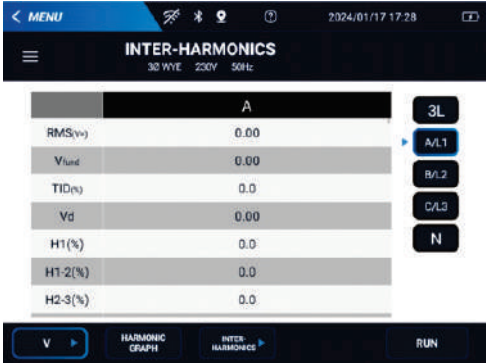 < MENU 2024/01/17 17:28
INTER-HARMONICS
3Ø WYE 230V 50Hz
A
RMS(V≈) 0.00
Vfund 0.00
TID(%) 0.0
Vd 0.00
H1(%) 0.0
H1-2(%) 0.0
H2-3(%) 0.0
3L
A/L1
B/L2
C/L3
N
V
HARMONIC
GRAPH
INTER-
HARMONICS
RUN